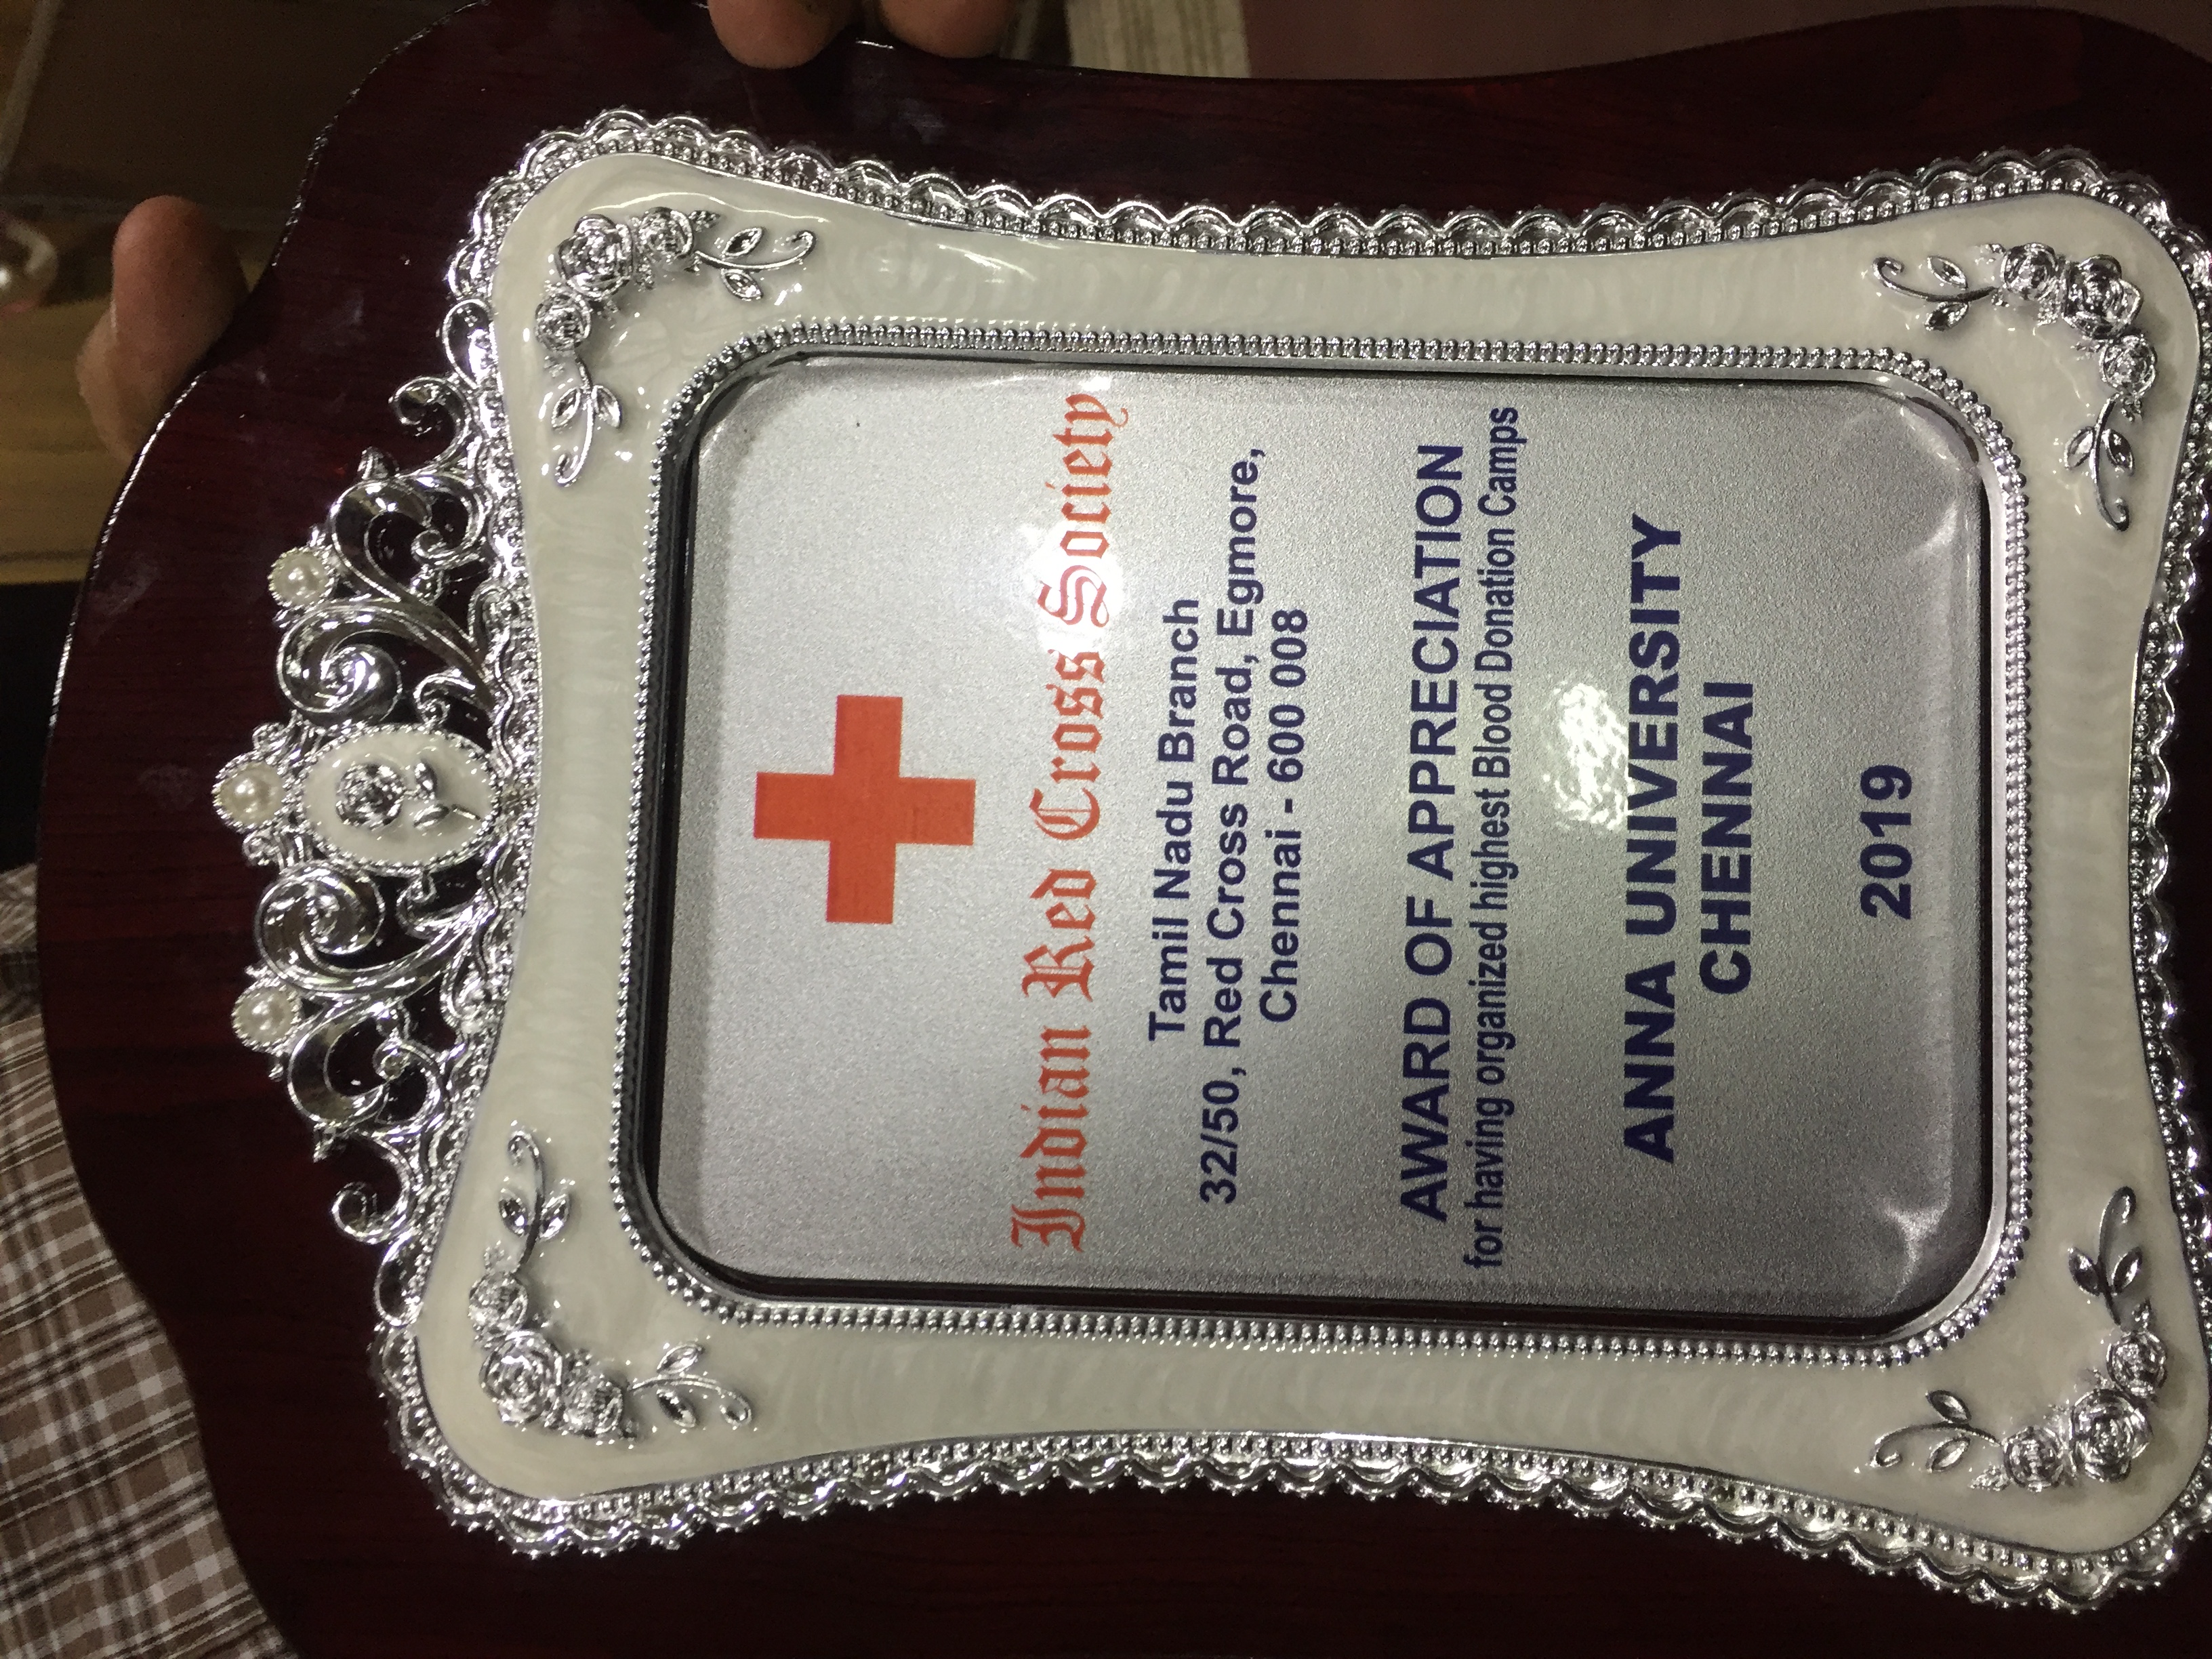 Indian Red Cross Society
Tamil Nadu Branch
32/50, Red Cross Road, Egmore,
Chennai - 600 008
AWARD OF APPRECIATION
for having organized highest Blood Donation Camps
ANNA UNIVERSITY
CHENNAI
2019